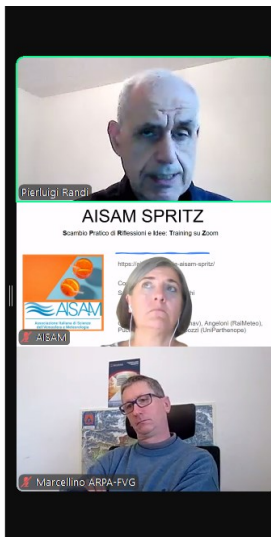 Pierluigi Randi
AISAM SPRITZ
Scambio Pratico di Riflessioni e Idee: Training su Zoom
AISAM
Associazione Italiana di Scienze
dell'Atmosfera e Meteorologia
AISAM
Angeloni (RaiMeteo),
(UniParthenope)
Marcellino ARPA-FVG